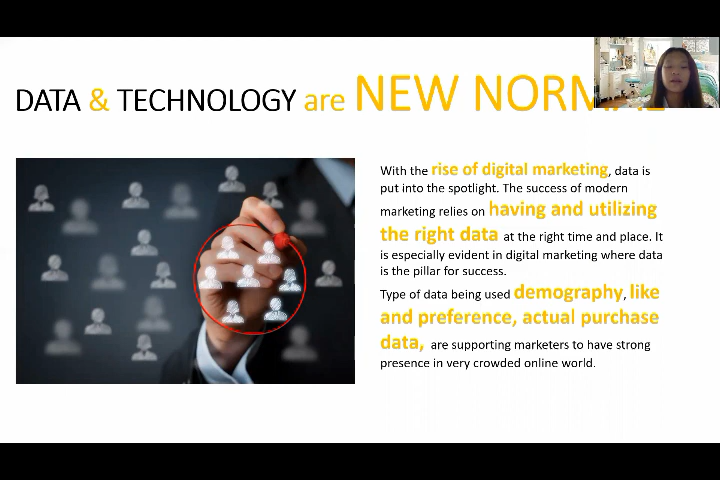 DATA & TECHNOLOGY are NEW NORMAL
With the rise of digital marketing, data is
put into the spotlight. The success of modern
marketing relies on having and utilizing
the right data at the right time and place. It
is especially evident in digital marketing where data
is the pillar for success.
Type of data being used demography, like
and preference, actual purchase
data, are supporting marketers to have strong
presence in very crowded online world.